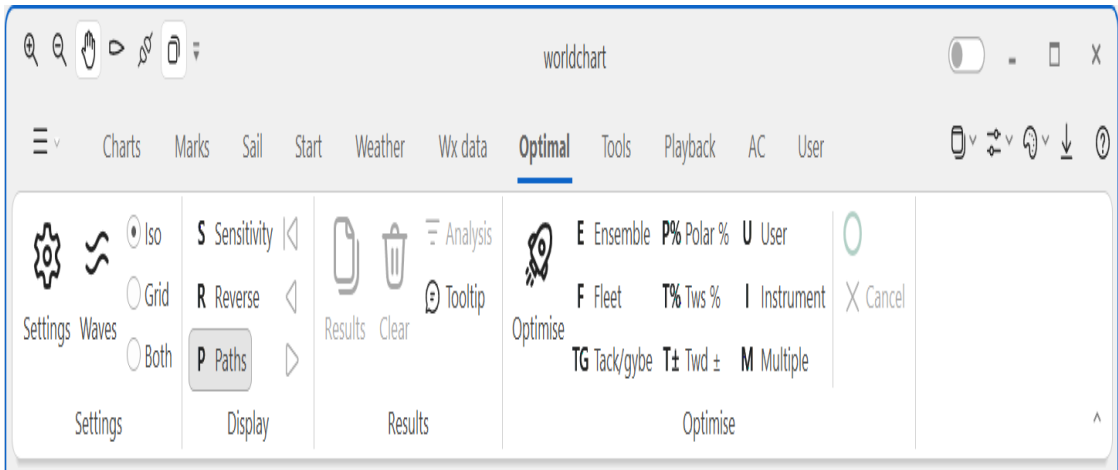 worldchart
Charts Marks Sail Start Weather Wx data Optimal Tools Playback AC User
Iso S Sensitivity Analysis E Ensemble P% Polar % U User
Grid R Reverse Tooltip F Fleet T% Tws % I Instrument Cancel
Settings Waves Results Clear Optimise
Both P Paths TG Tack/gybe T± Twd ± M Multiple
Settings Display Results Optimise